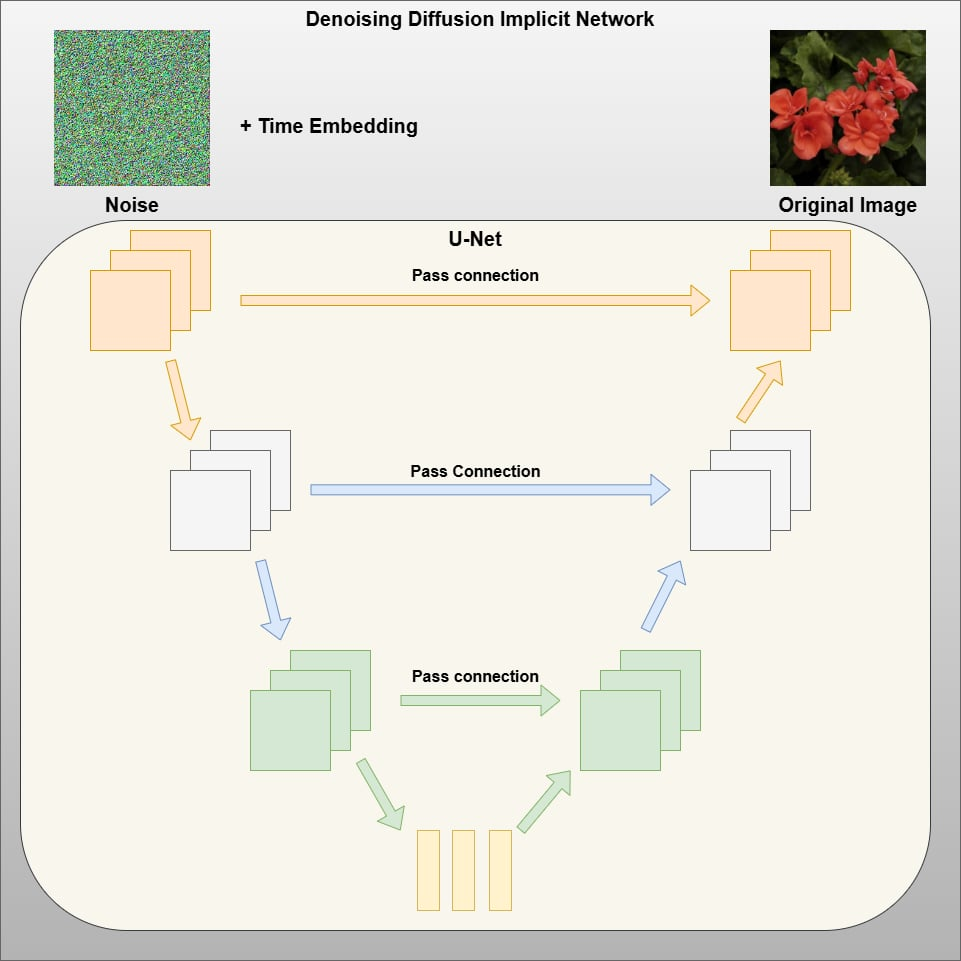 Denoising Diffusion Implicit Network
+ Time Embedding
Noise
Original Image
U-Net
Pass connection
Pass Connection
Pass connection